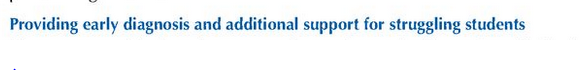 Providing early diagnosis and additional support for struggling students